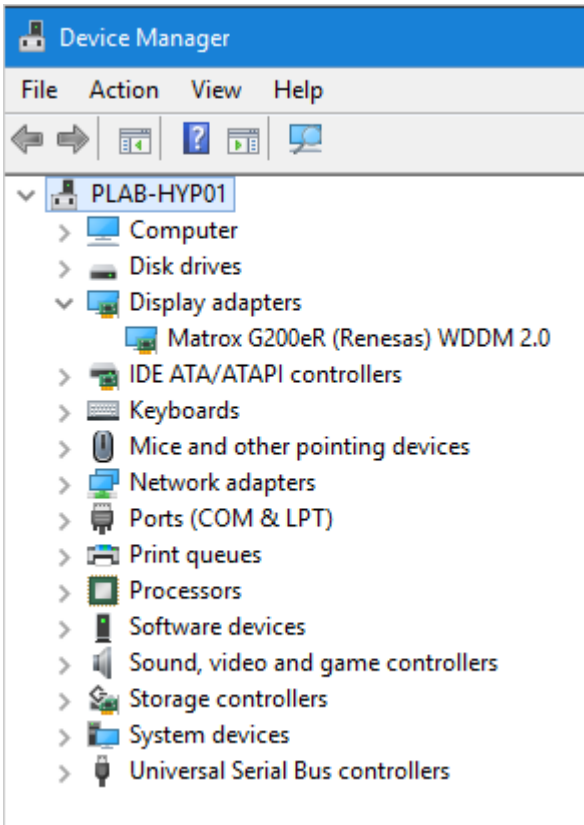 Device Manager
File Action View Help
PLAB-HYP01
Computer
Disk drives
Display adapters
Matrox G200eR (Renesas) WDDM 2.0
IDE ATA/ATAPI controllers
Keyboards
Mice and other pointing devices
Network adapters
Ports (COM & LPT)
Print queues
Processors
Software devices
Sound, video and game controllers
Storage controllers
System devices
Universal Serial Bus controllers